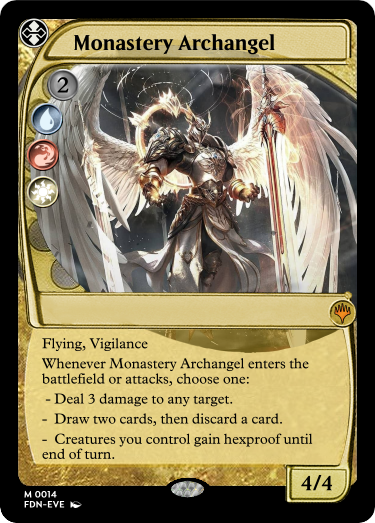 Monastery Archangel
2
Flying, Vigilance
Whenever Monastery Archangel enters the
battlefield or attacks, choose one:
- Deal 3 damage to any target.
- Draw two cards, then discard a card.
- Creatures you control gain hexproof until
end of turn.
4/4
M 0014
FDN-EVE